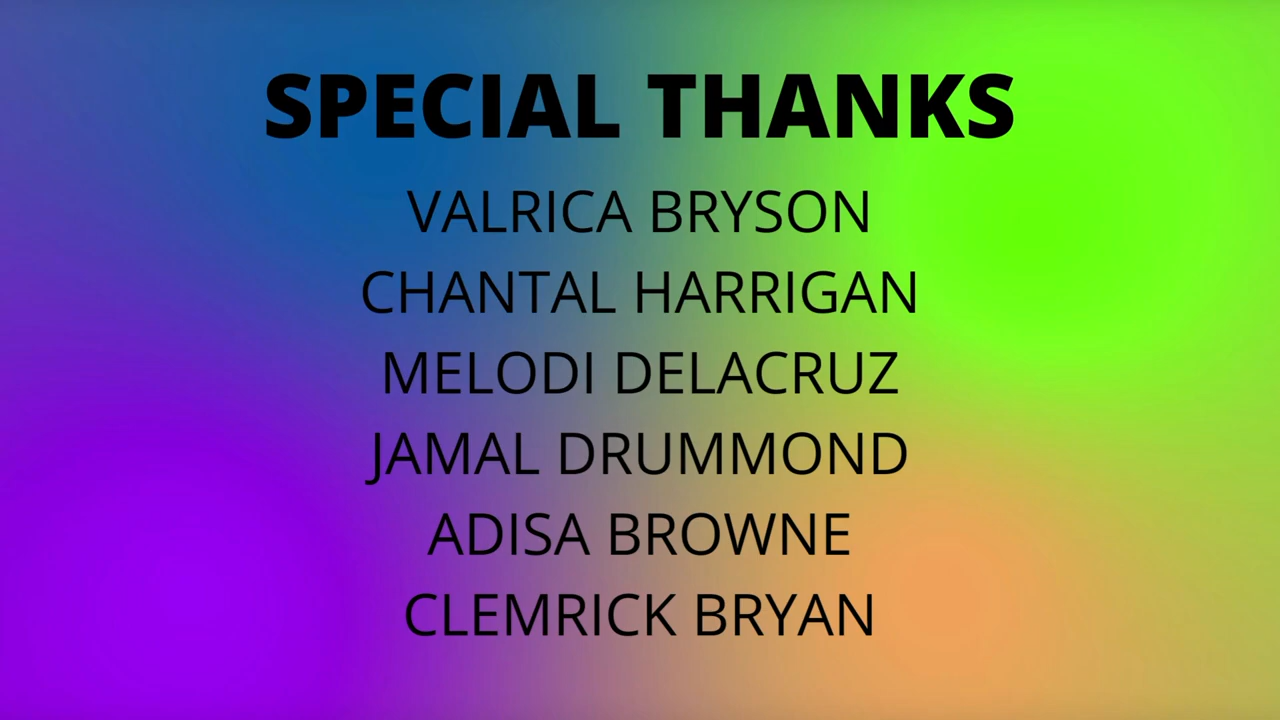 SPECIAL THANKS
VALRICA BRYSON
CHANTAL HARRIGAN
MELODI DELACRUZ
JAMAL DRUMMOND
ADISA BROWNE
CLEMRICK BRYAN